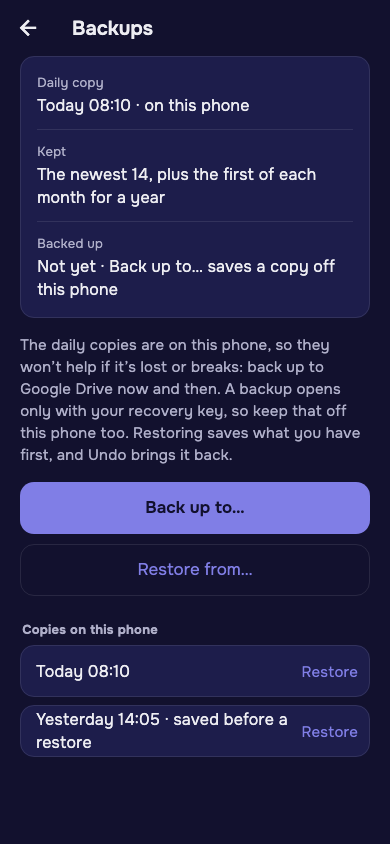 Backups
Daily copy
Today 08:10 · on this phone
Kept
The newest 14, plus the first of each
month for a year
Backed up
Not yet · Back up to… saves a copy off
this phone
The daily copies are on this phone, so they
won’t help if it’s lost or breaks: back up to
Google Drive now and then. A backup opens
only with your recovery key, so keep that off
this phone too. Restoring saves what you have
first, and Undo brings it back.
Back up to…
Restore from…
Copies on this phone
Today 08:10
Restore
Yesterday 14:05 · saved before a
restore
Restore